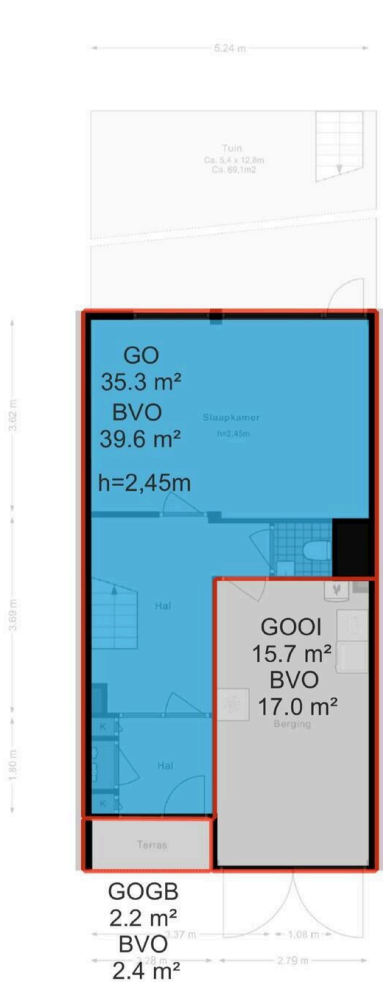 5.24 m
Tuin
Ca. 5,4 x 12,8m
Ca. 69,1m2
GO
35.3 m²
BVO
39.6 m²
h=2,45m
Slaapkamer
h=2,45m
3.62 m
Hal
3.69 m
GOOI
15.7 m²
BVO
17.0 m²
Berging
K
Hal
K
1.80 m
Terras
GOGB
2.2 m²
BVO
2.4 m²
3.37 m
1.08 m
2.28 m
2.79 m